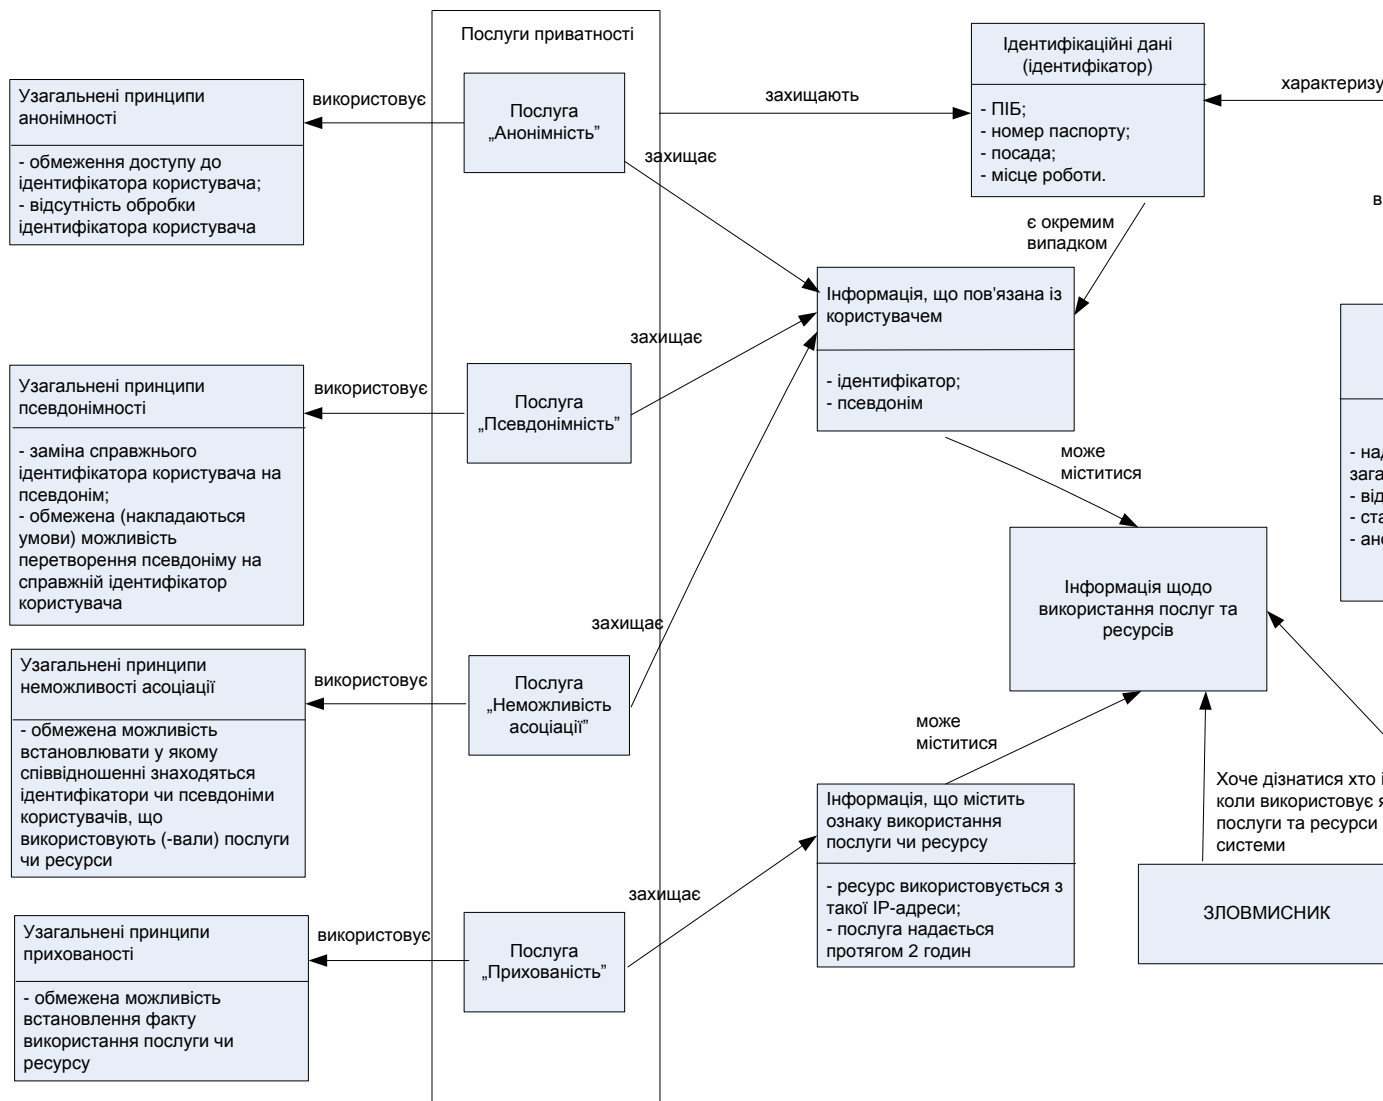 Послуги приватності
Узагальнені принципи
анонімності
- обмеження доступу до
ідентифікатора користувача;
- відсутність обробки
ідентифікатора користувача
використовує
Послуга
„Анонімність”
захищають
захищає
Ідентифікаційні дані
(ідентифікатор)
- ПІБ;
- номер паспорту;
- посада;
- місце роботи.
є окремим
випадком
Інформація, що пов'язана із
користувачем
- ідентифікатор;
- псевдонім
Узагальнені принципи
псевдонімності
- заміна справжнього
ідентифікатора користувача на
псевдонім;
- обмежена (накладаються
умови) можливість
перетворення псевдоніму на
справжній ідентифікатор
користувача
використовує
Послуга
„Псевдонімність”
захищає
може
міститися
Інформація щодо
використання послуг та
ресурсів
Узагальнені принципи
неможливості асоціації
- обмежена можливість
встановлювати у якому
співвідношенні знаходяться
ідентифікатори чи псевдоніми
користувачів, що
використовують (-вали) послуги
чи ресурси
використовує
Послуга
„Неможливість
асоціації”
захищає
може
міститися
Інформація, що містить
ознаку використання
послуги чи ресурсу
- ресурс використовується з
такої IP-адреси;
- послуга надається
протягом 2 годин
Хоче дізнатися хто і
коли використовує
послуги та ресурси
системи
ЗЛОВМИСНИК
Узагальнені принципи
прихованості
- обмежена можливість
встановлення факту
використання послуги чи
ресурсу
використовує
Послуга
„Прихованість”
захищає